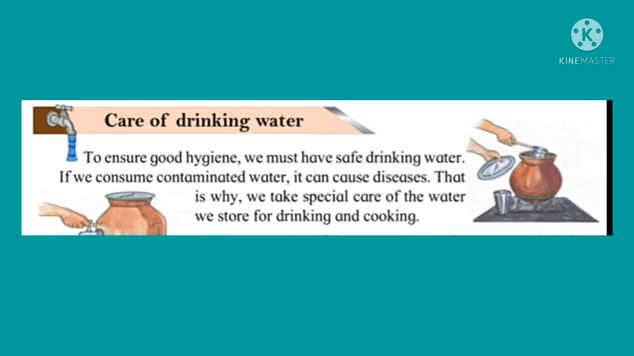 KINEMASTER
Care of drinking water
To ensure good hygiene, we must have safe drinking water.
If we consume contaminated water, it can cause diseases. That
is why, we take special care of the water
we store for drinking and cooking.